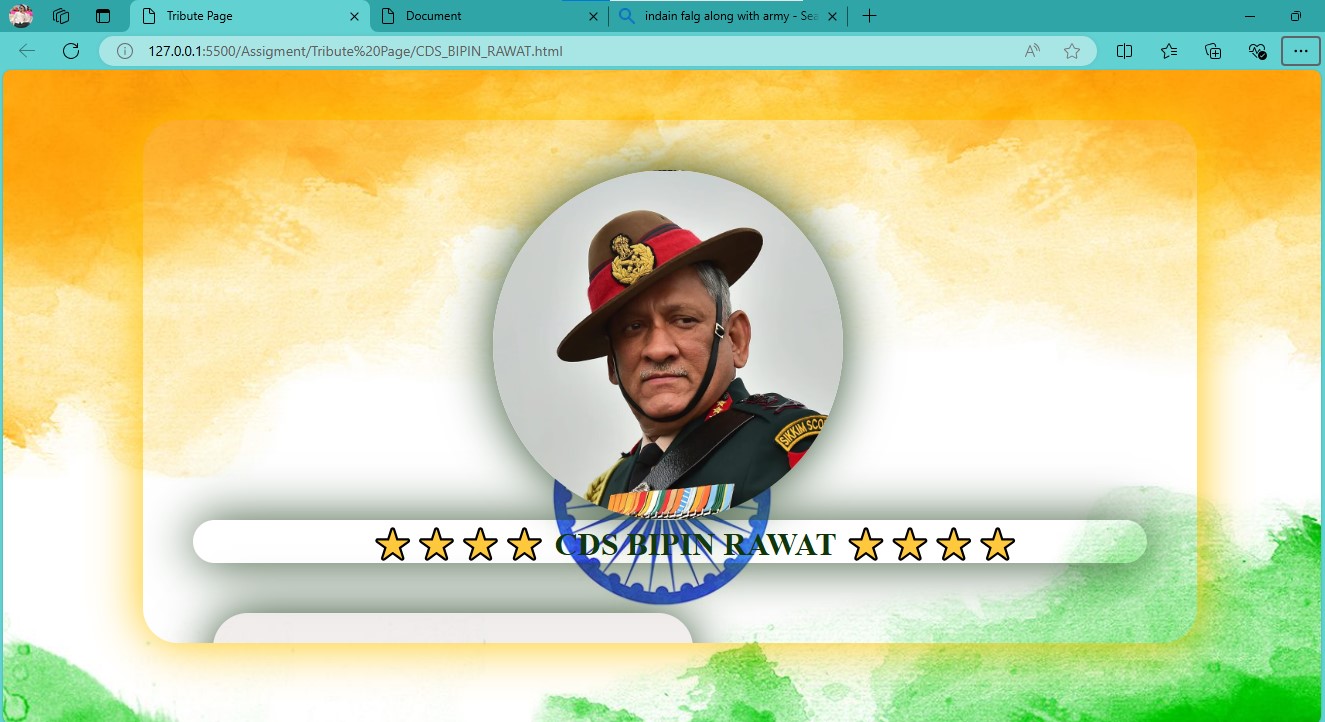 Tribute Page
Document
indain falg along with army - Sea
127.0.0.1:5500/Assigment/Tribute%20Page/CDS_BIPIN_RAWAT.html
SIKKIM SCO
CDS BIPIN RAWAT